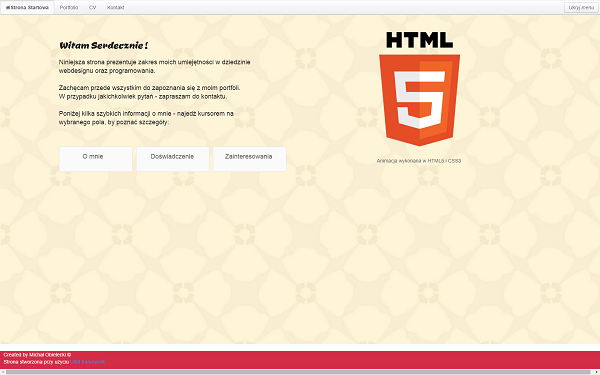 Strona Startowa Portfolio CV Kontakt Ukryj menu
Witam Serdecznie!
Niniejsza strona prezentuje zakres moich umiejętności w dziedzinie
webdesignu oraz programowania.
Zachęcam przede wszystkim do zapoznania się z moim portfoli.
W przypadku jakichkolwiek pytań - zapraszam do kontaktu.
Poniżej kilka szybkich informacji o mnie - najedź kursorem na
wybranego pola, by poznać szczegóły:
O mnie Doświadczenie Zainteresowania
HTML
5
Animacja wykonana w HTML5 i CSS3
Created by Michał Obielecki ©
Strona stworzona przy użyciu